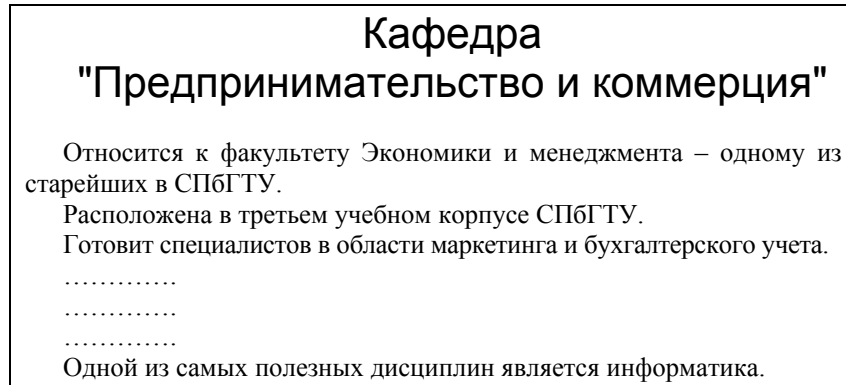 Кафедра
"Предпринимательство и коммерция"
Относится к факультету Экономики и менеджмента – одному из
старейших в СПбГТУ.
Расположена в третьем учебном корпусе СПбГТУ.
Готовит специалистов в области маркетинга и бухгалтерского учета.
………….
………….
………….
Одной из самых полезных дисциплин является информатика.